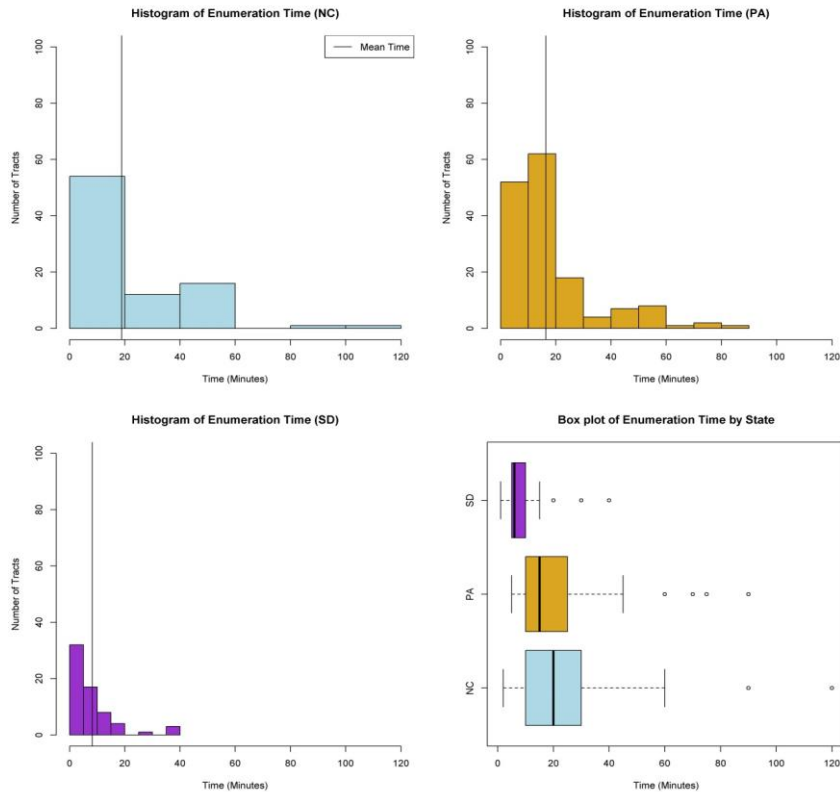 Histogram of Enumeration Time (NC)
Mean Time
Number of Tracts
0 20 40 60 80 100
0 20 40 60 80 100 120
Time (Minutes)
Histogram of Enumeration Time (PA)
Number of Tracts
0 20 40 60 80 100
0 20 40 60 80 100 120
Time (Minutes)
Histogram of Enumeration Time (SD)
Number of Tracts
0 20 40 60 80 100
0 20 40 60 80 100 120
Time (Minutes)
Box plot of Enumeration Time by State
SD
PA
NC
0 20 40 60 80 100 120
Time (Minutes)